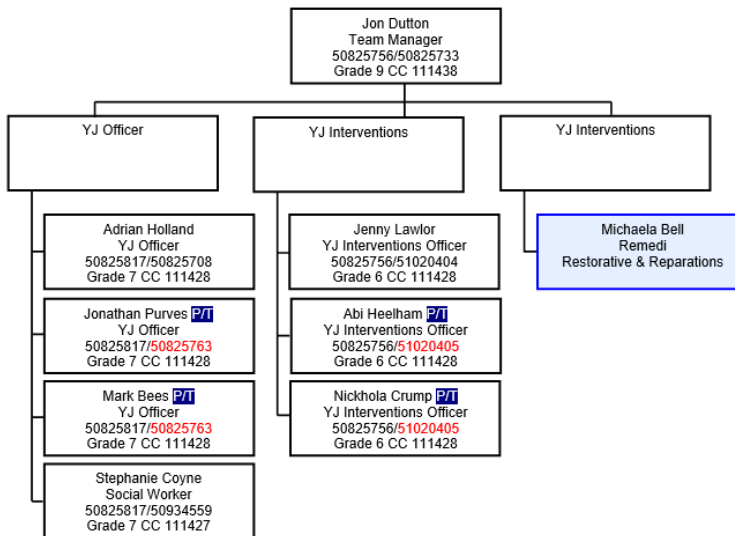 Jon Dutton
Team Manager
50825756/50825733
Grade 9 CC 111438
YJ Officer
YJ Interventions
YJ Interventions
Adrian Holland
YJ Officer
50825817/50825708
Grade 7 CC 111428
Jonathan Purves P/T
YJ Officer
50825817/50825763
Grade 7 CC 111428
Mark Bees P/T
YJ Officer
50825817/50825763
Grade 7 CC 111428
Stephanie Coyne
Social Worker
50825817/50934559
Grade 7 CC 111427
Jenny Lawlor
YJ Interventions Officer
50825756/51020404
Grade 6 CC 111428
Abi Heelham P/T
YJ Interventions Officer
50825756/51020405
Grade 6 CC 111428
Nickhola Crump P/T
YJ Interventions Officer
50825756/51020405
Grade 6 CC 111428
Michaela Bell
Remedi
Restorative & Reparations